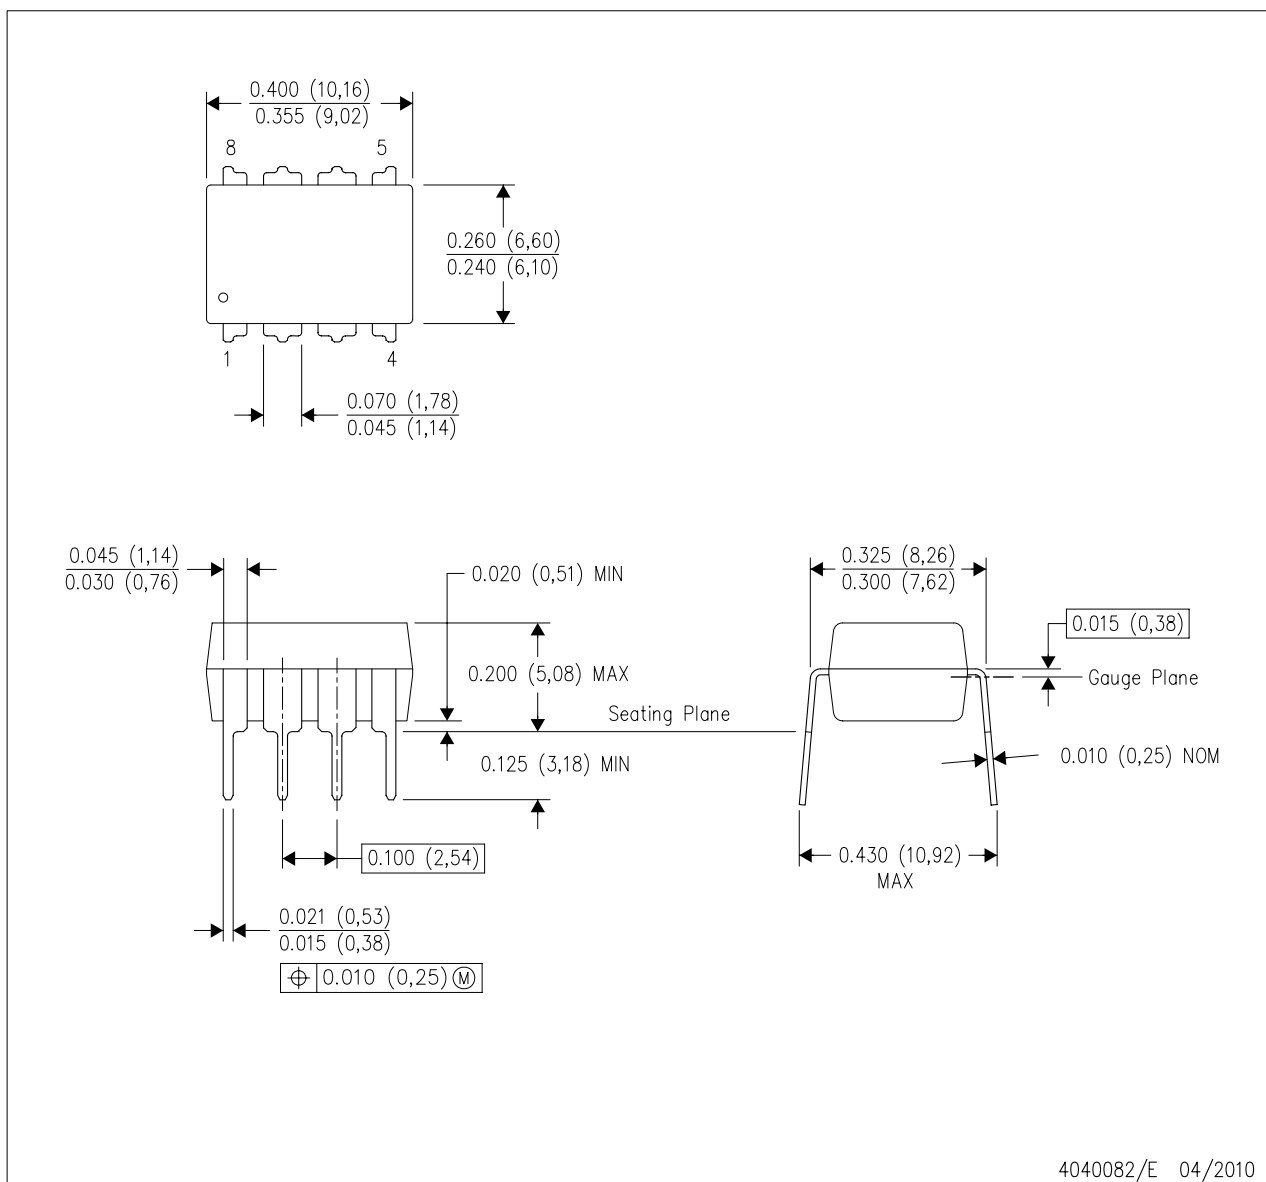 0.400 (10,16)
0.355 (9,02)
8
5
0.260 (6,60)
0.240 (6,10)
1
4
0.070 (1,78)
0.045 (1,14)
0.045 (1,14)
0.030 (0,76)
0.020 (0,51) MIN
0.325 (8,26)
0.300 (7,62)
0.015 (0,38)
0.200 (5,08) MAX
Gauge Plane
Seating Plane
0.125 (3,18) MIN
0.010 (0,25) NOM
0.100 (2,54)
0.430 (10,92)
MAX
0.021 (0,53)
0.015 (0,38)
⌖ 0.010 (0,25) Ⓜ
4040082/E 04/2010